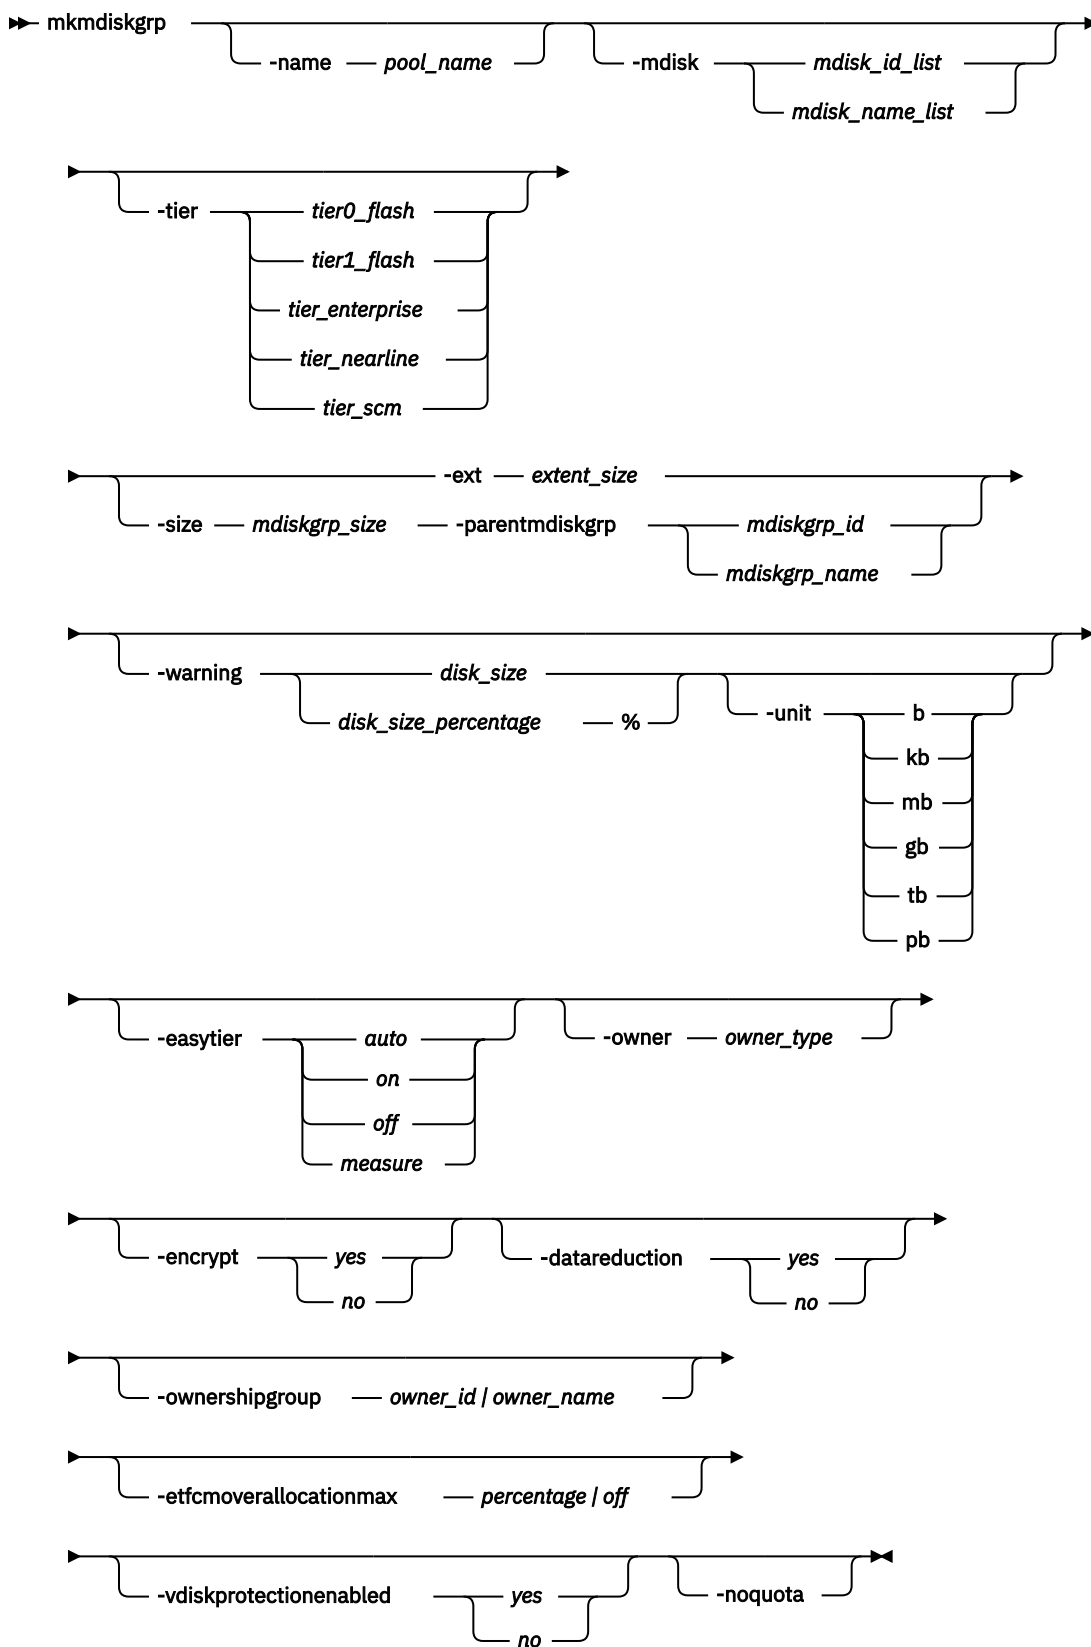 mkmdiskgrp
-name pool_name -mdisk mdisk_id_list
mdisk_name_list
-tier tier0_flash
tier1_flash
tier_enterprise
tier_nearline
tier_scm
-ext extent_size
-size mdiskgrp_size -parentmdiskgrp mdiskgrp_id
mdiskgrp_name
-warning disk_size
disk_size_percentage % -unit b
kb
mb
gb
tb
pb
-easytier auto -owner owner_type
on
off
measure
-encrypt yes -datareduction yes
no no
-ownershipgroup owner_id / owner_name
-etfcmoverallocationmax percentage / off
-vdiskprotectionenabled yes -noquota
no